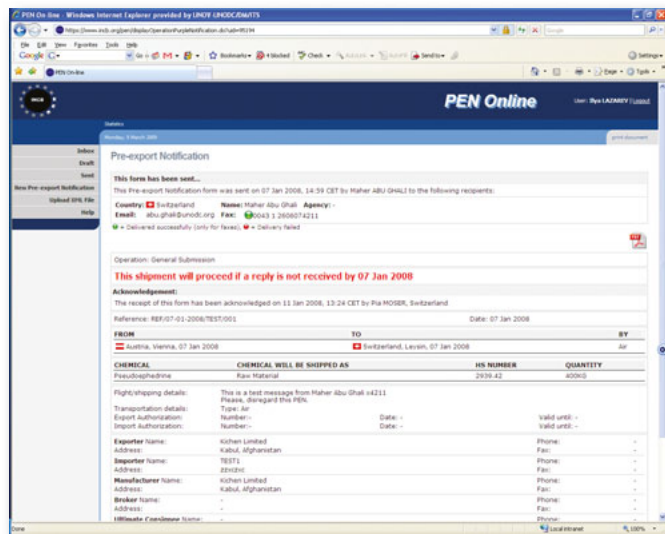 PEN On-line - Windows Internet Explorer provided by UNOV-UNODC/DM/ITS
Google
File Edit View Favorites Tools Help
Google Go Bookmarks 9 blocked Check Send to Settings
PEN On-line Page Tools
INCB
PEN Online
User: Ilya LAZAREV | Logout
Statistics
Monday, 9 March 2009 print document
Inbox
Draft
Sent
New Pre-export Notification
Upload XML File
Help
Pre-export Notification
This form has been sent...
This Pre-export Notification form was sent on 07 Jan 2008, 14:59 CET by Maher ABU GHALI to the following recipients:
Country: Switzerland Name: Maher Abu Ghali Agency: -
Email: abu.ghali@unodc.org Fax: 0043 1 2606074211
= Delivered successfully (only for faxes), = Delivery failed
Operation: General Submission
This shipment will proceed if a reply is not received by 07 Jan 2008
Acknowledgement:
The receipt of this form has been acknowledged on 11 Jan 2008, 13:24 CET by Pia MOSER, Switzerland
Reference: REF/07-01-2008/TEST/001 Date: 07 Jan 2008
FROM TO BY
Austria, Vienna, 07 Jan 2008 Switzerland, Leysin, 07 Jan 2008 Air
CHEMICAL CHEMICAL WILL BE SHIPPED AS HS NUMBER QUANTITY
Pseudoephedrine Raw Material 2939.42 400KG
Flight/shipping details: This is a test message from Maher Abu Ghali x4211
Please, disregard this PEN.
Transportation details: Type: Air
Export Authorization: Number:- Date: - Valid until: -
Import Authorization: Number:- Date: - Valid until: -
Exporter Name: Kichen Limited Phone: -
Address: Kabul, Afghanistan Fax: -
Importer Name: TEST1 Phone: -
Address: zzxczxc Fax: -
Manufacturer Name: Kichen Limited Phone: -
Address: Kabul, Afghanistan Fax: -
Broker Name: - Phone: -
Address: - Fax: -
Ultimate Consignee Name: - Phone: -
Done Local intranet 100%